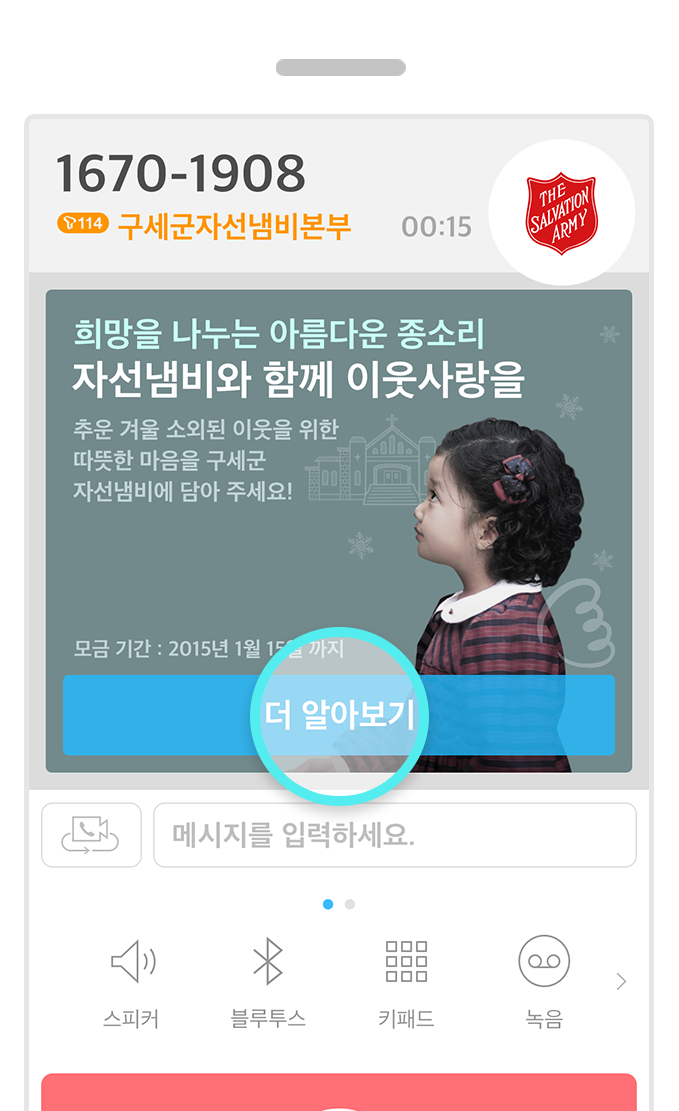 1670-1908
114 구세군자선냄비본부 00:15
THE
SALVATION
ARMY
희망을 나누는 아름다운 종소리
자선냄비와 함께 이웃사랑을
추운 겨울 소외된 이웃을 위한
따뜻한 마음을 구세군
자선냄비에 담아 주세요!
모금 기간 : 2015년 1월 15일 까지
더 알아보기
메시지를 입력하세요.
스피커 블루투스 키패드 녹음